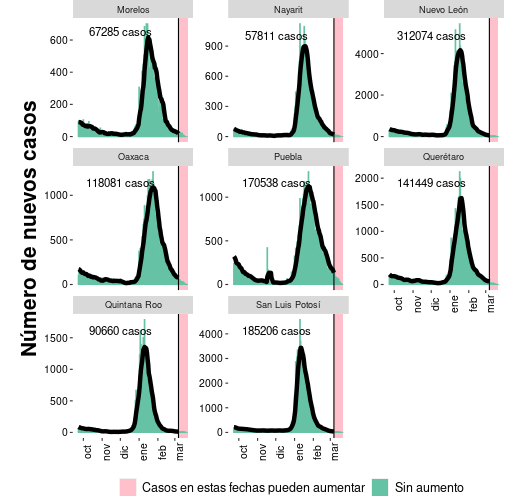 Morelos
Nayarit
Nuevo León
67285 casos
57811 casos
312074 casos
600
400
200
0
900
600
300
0
4000
2000
0
Oaxaca
Puebla
Querétaro
118081 casos
170538 casos
141449 casos
1000
500
0
1000
500
0
2000
1500
1000
500
0
oct
nov
dic
ene
feb
mar
Quintana Roo
San Luis Potosí
90660 casos
185206 casos
1500
1000
500
0
4000
3000
2000
1000
0
oct
nov
dic
ene
feb
mar
oct
nov
dic
ene
feb
mar
Número de nuevos casos
Casos en estas fechas pueden aumentar
Sin aumento